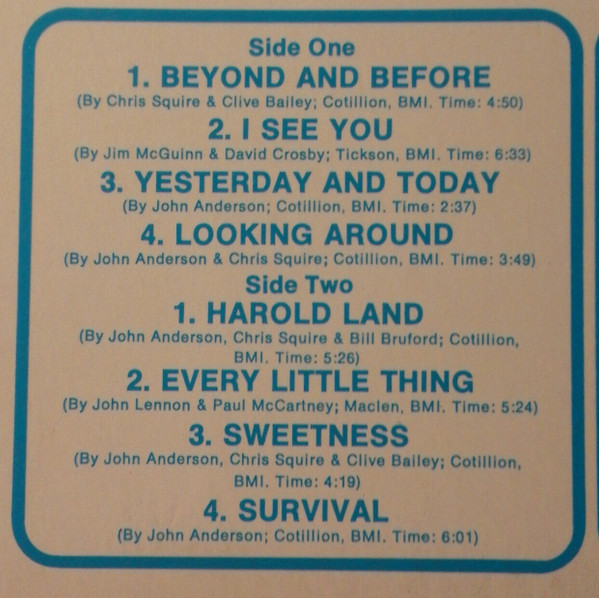 Side One
1. BEYOND AND BEFORE
(By Chris Squire & Clive Bailey; Cotillion, BMI. Time: 4:50)
2. I SEE YOU
(By Jim McGuinn & David Crosby; Tickson, BMI. Time: 6:33)
3. YESTERDAY AND TODAY
(By John Anderson; Cotillion, BMI. Time: 2:37)
4. LOOKING AROUND
(By John Anderson & Chris Squire; Cotillion, BMI. Time: 3:49)
Side Two
1. HAROLD LAND
(By John Anderson, Chris Squire & Bill Bruford; Cotillion,
BMI. Time: 5:26)
2. EVERY LITTLE THING
(By John Lennon & Paul McCartney; Maclen, BMI. Time: 5:24)
3. SWEETNESS
(By John Anderson, Chris Squire & Clive Bailey; Cotillion,
BMI. Time: 4:19)
4. SURVIVAL
(By John Anderson; Cotillion, BMI. Time: 6:01)